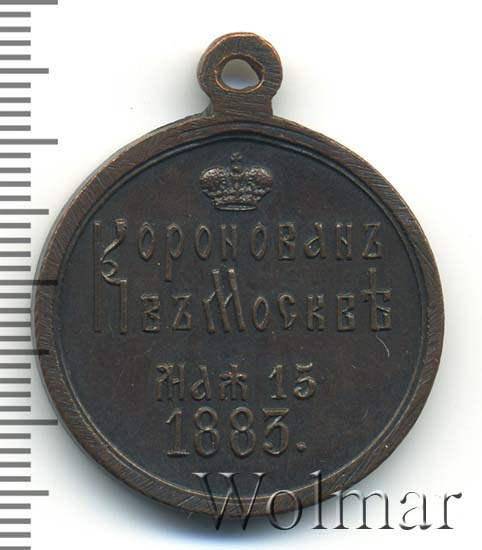 Коронованъ
въ Москвѣ
Маѧ 15
1883.
Wolmar